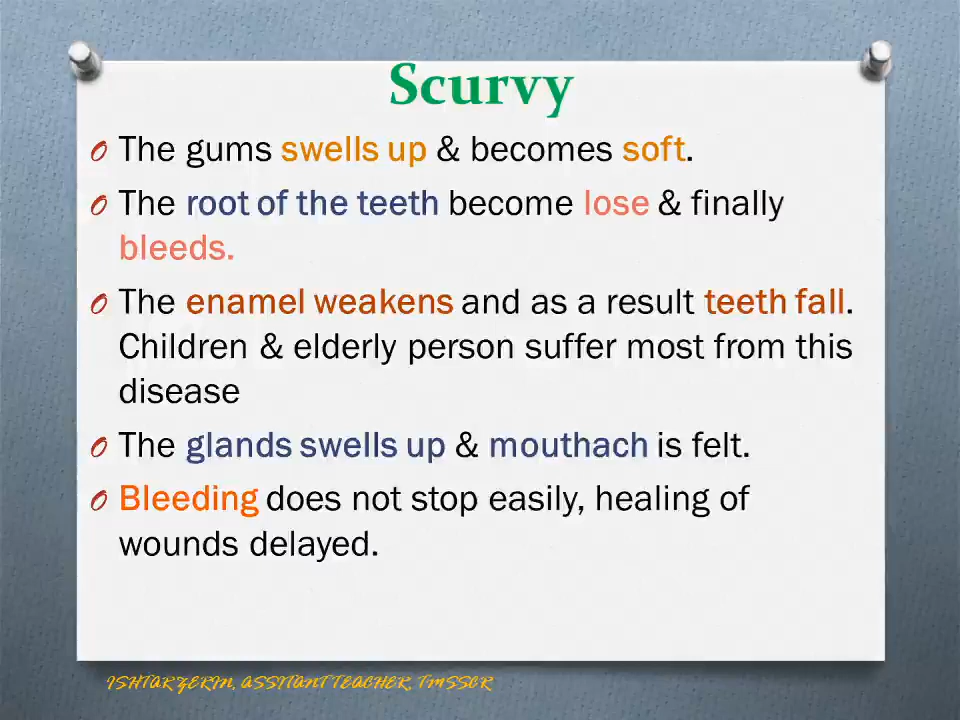 Scurvy
The gums swells up & becomes soft.
The root of the teeth become lose & finally
bleeds.
The enamel weakens and as a result teeth fall.
Children & elderly person suffer most from this
disease
The glands swells up & mouthach is felt.
Bleeding does not stop easily, healing of
wounds delayed.
ISHTAR ZERIN, ASSITANT TEACHER, TMSSCR